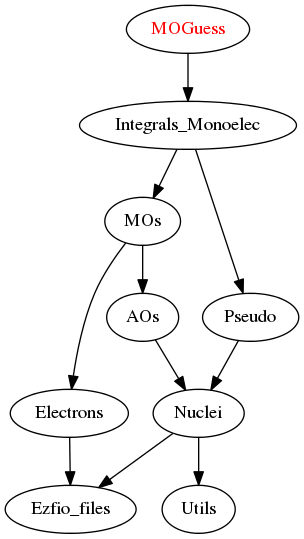 MOGuess
Integrals_Monoelec
MOs
AOs
Pseudo
Electrons
Nuclei
Ezfio_files
Utils